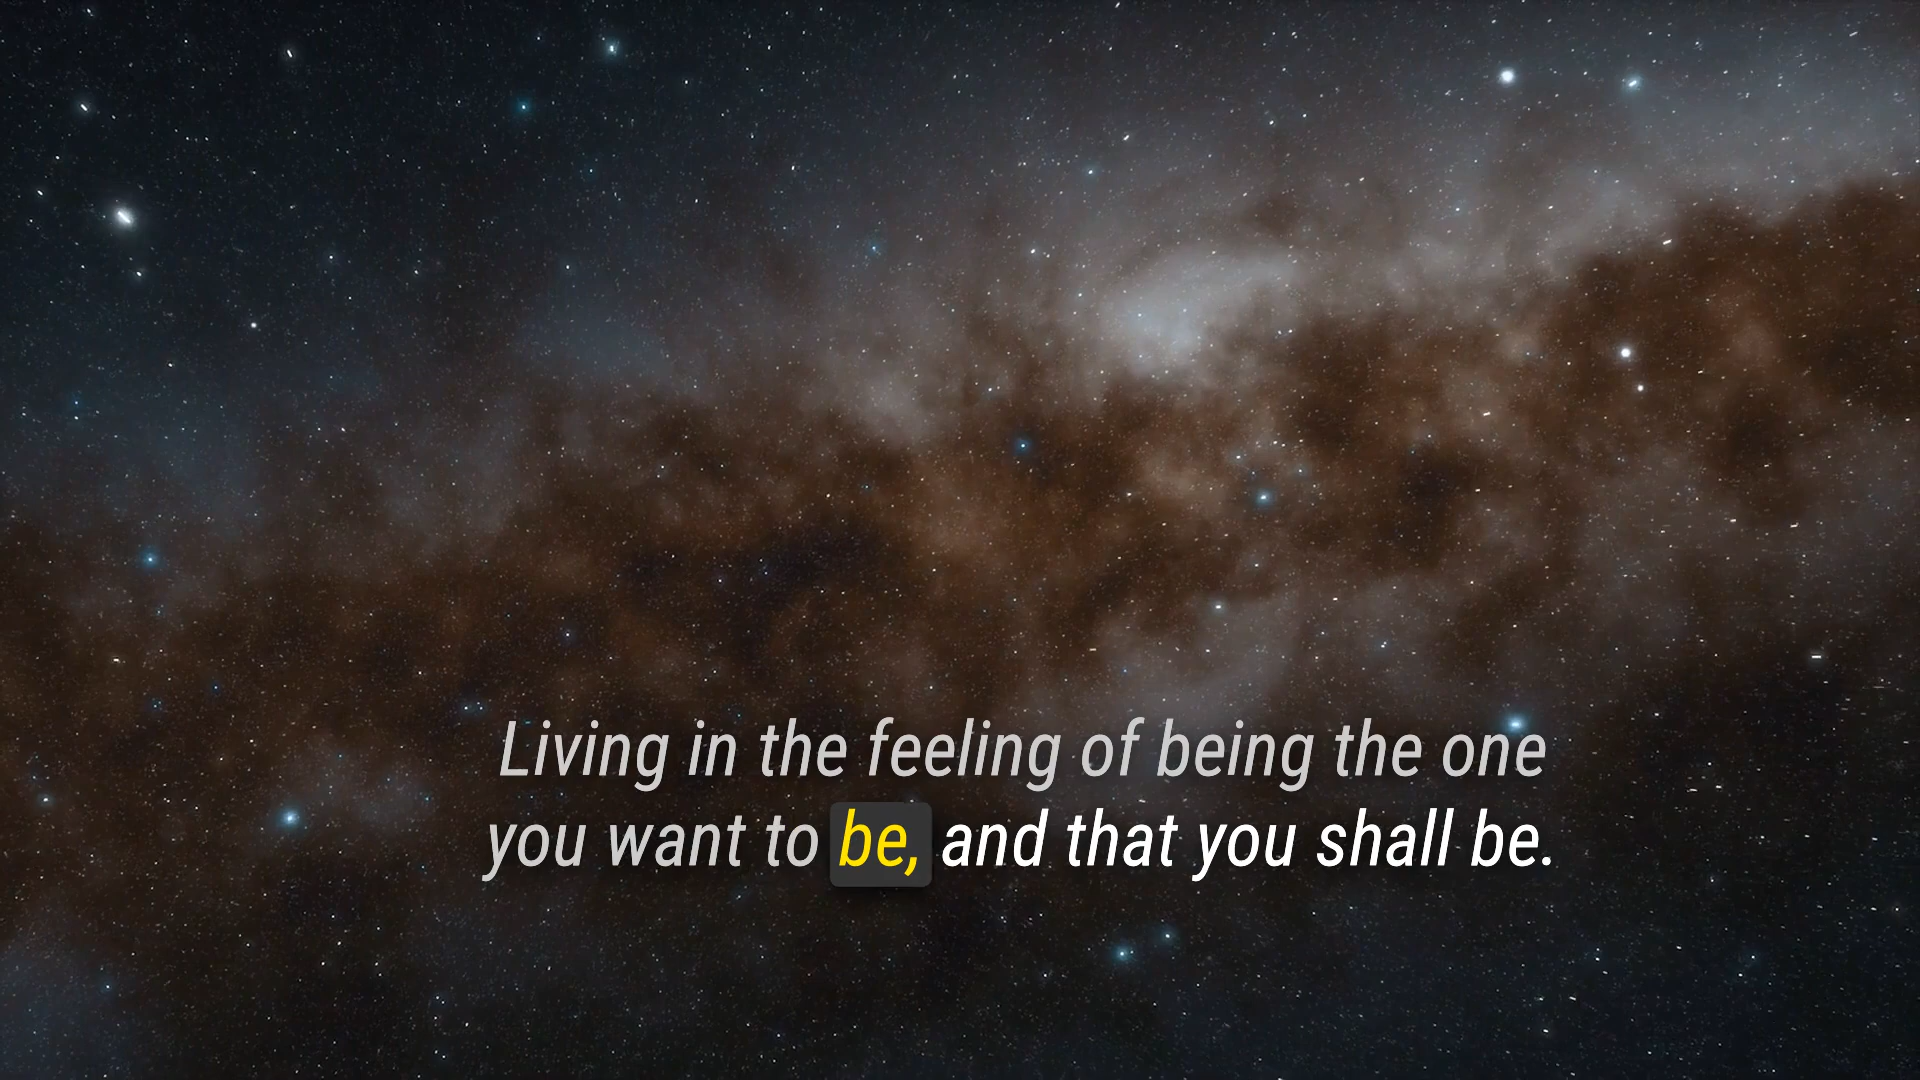 Living in the feeling of being the one
you want to be, and that you shall be.